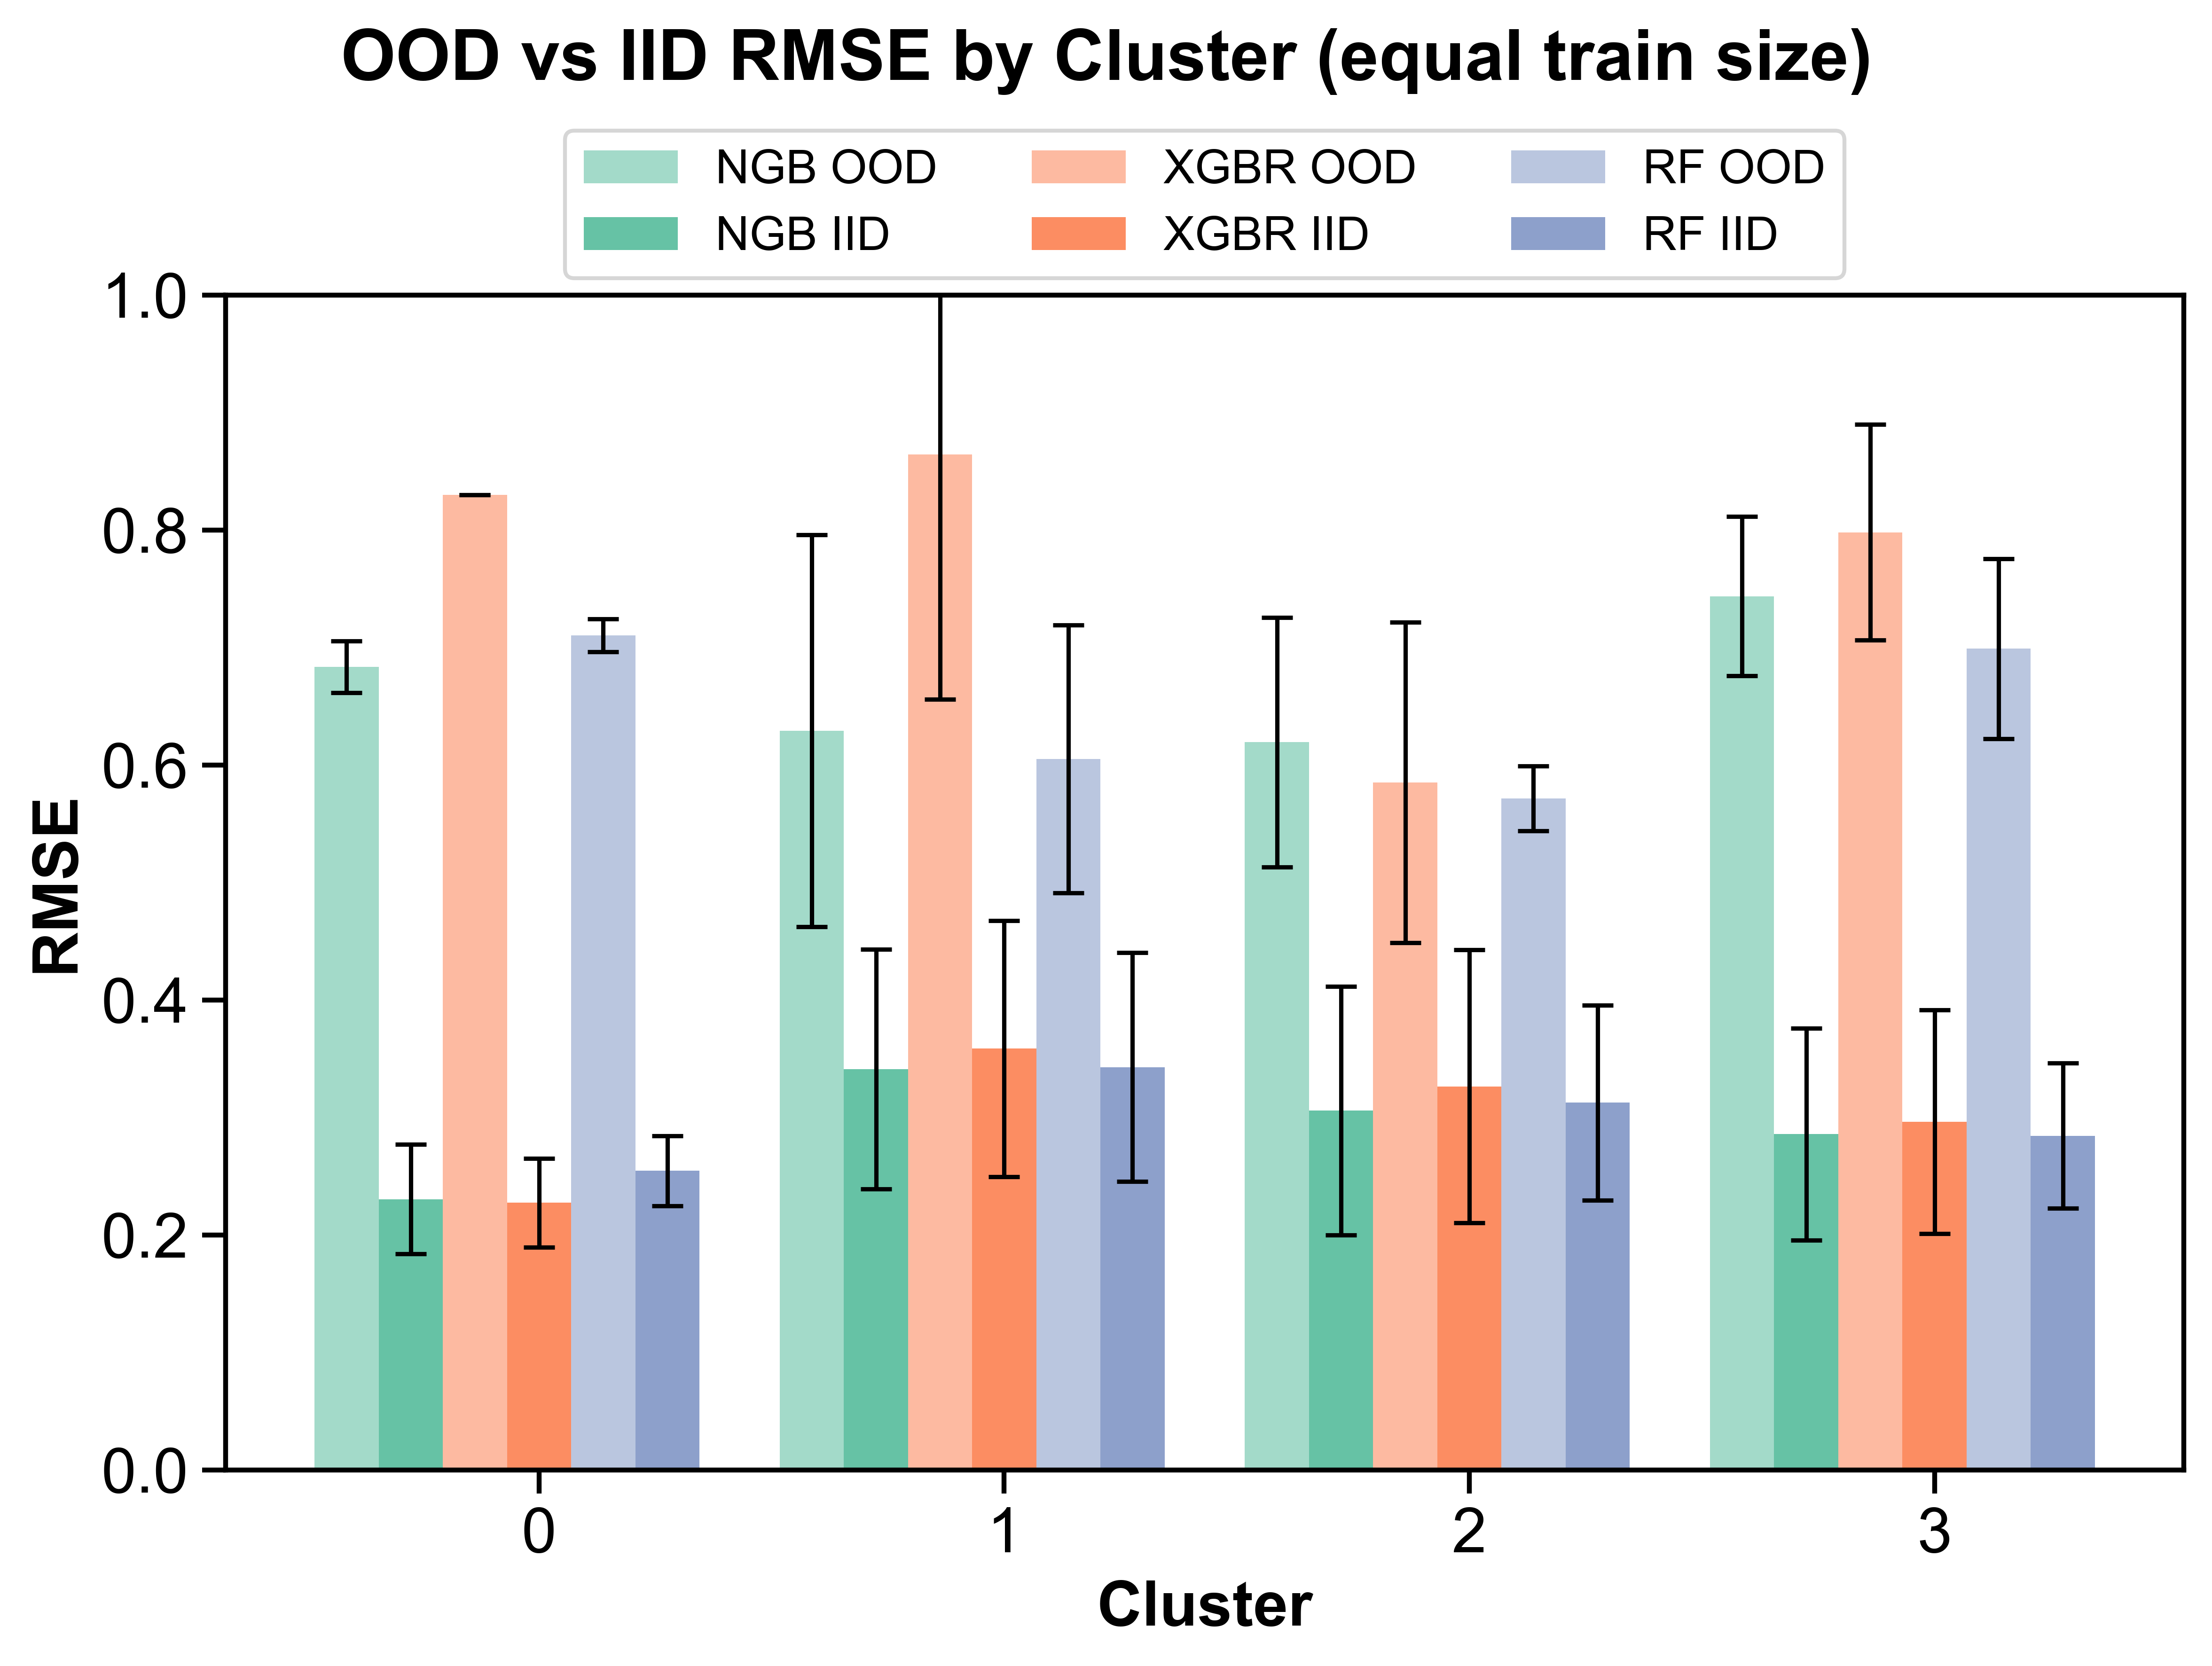 OOD vs IID RMSE by Cluster (equal train size)
NGB OOD XGBR OOD RF OOD
NGB IID XGBR IID RF IID
1.0
0.8
0.6
0.4
0.2
0.0
RMSE
0 1 2 3
Cluster